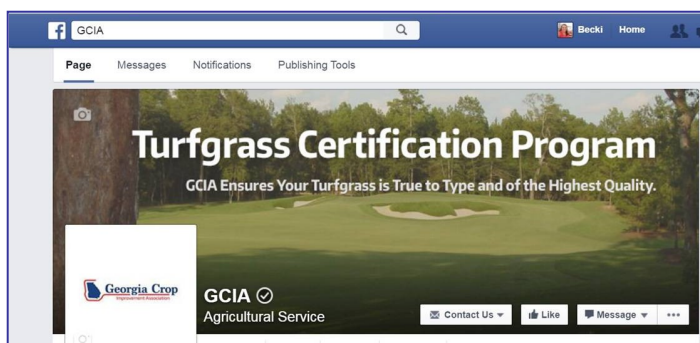 GCIA
Becki
Home
Page
Messages
Notifications
Publishing Tools
Turfgrass Certification Program
GCIA Ensures Your Turfgrass is True to Type and of the Highest Quality.
Georgia Crop
Improvement Association
GCIA
Agricultural Service
Contact Us
Like
Message